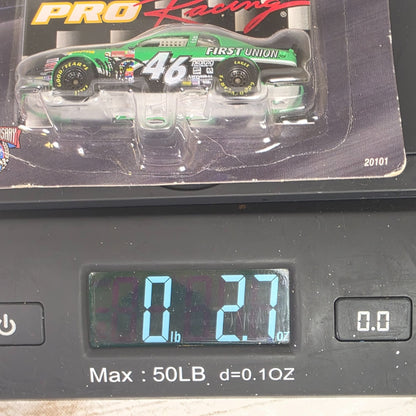 PRO Racing
FIRST UNION
46
GOODYEAR
EAGLE
20101
0 lb 2.7 oz
0.0
Max : 50LB d=0.1OZ